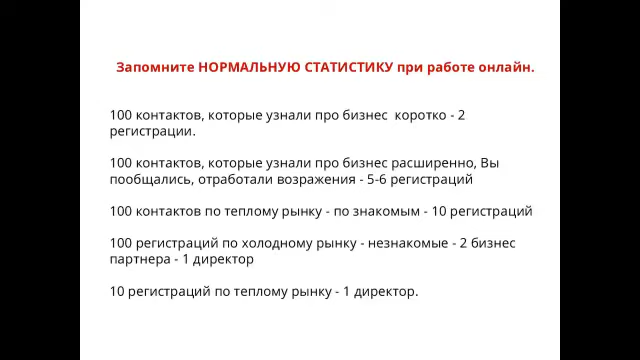 Запомните НОРМАЛЬНУЮ СТАТИСТИКУ при работе онлайн.
100 контактов, которые узнали про бизнес  коротко - 2
регистрации.
100 контактов, которые узнали про бизнес расширенно, Вы
пообщались, отработали возражения - 5-6 регистраций
100 контактов по теплому рынку - по знакомым - 10 регистраций
100 регистраций по холодному рынку - незнакомые - 2 бизнес
партнера - 1 директор
10 регистраций по теплому рынку - 1 директор.